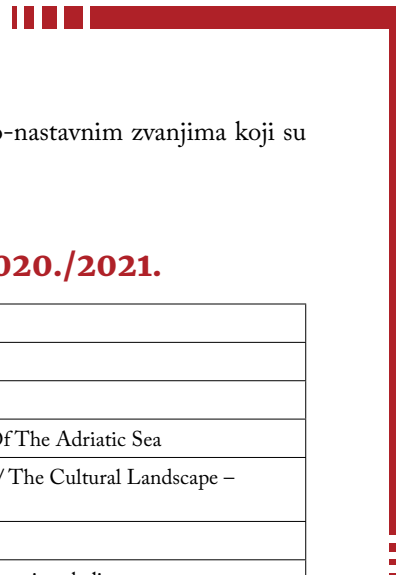 -nastavnim zvanjima koji su
020./2021.
Of The Adriatic Sea
/ The Cultural Landscape –